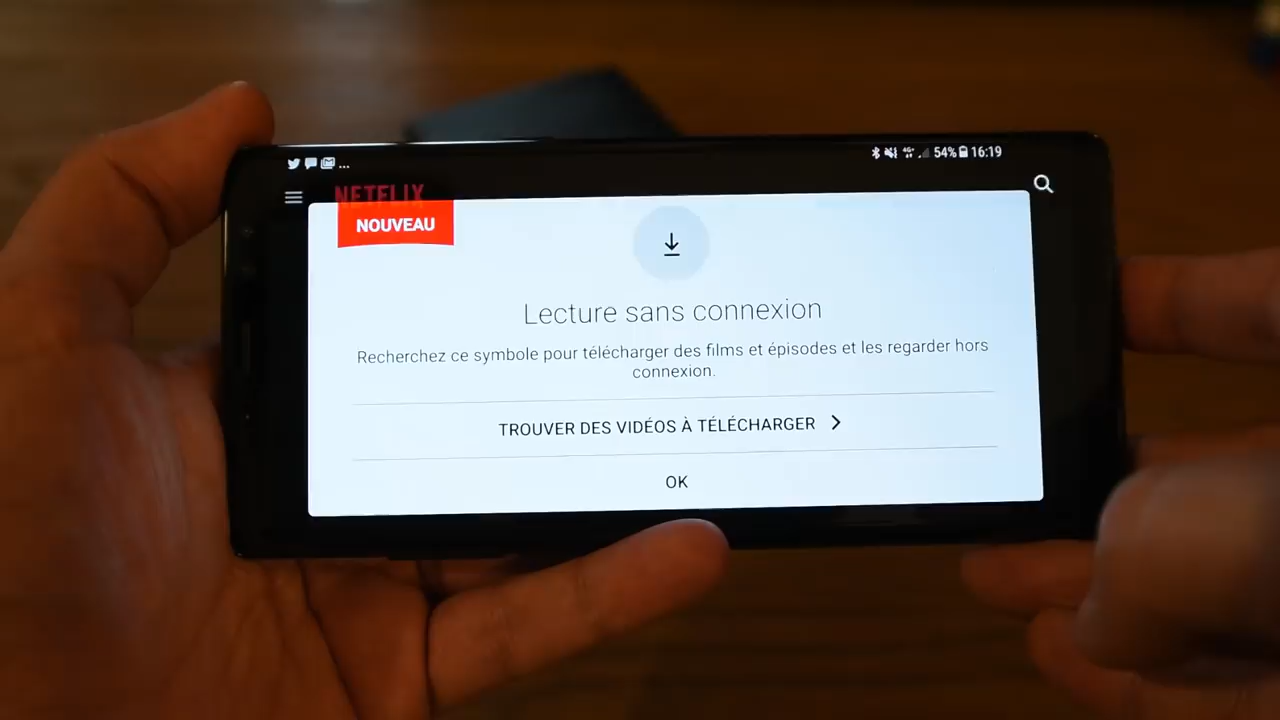 54% 16:19
NETFLIX
NOUVEAU
Lecture sans connexion
Recherchez ce symbole pour télécharger des films et épisodes et les regarder hors
connexion.
TROUVER DES VIDÉOS À TÉLÉCHARGER
OK